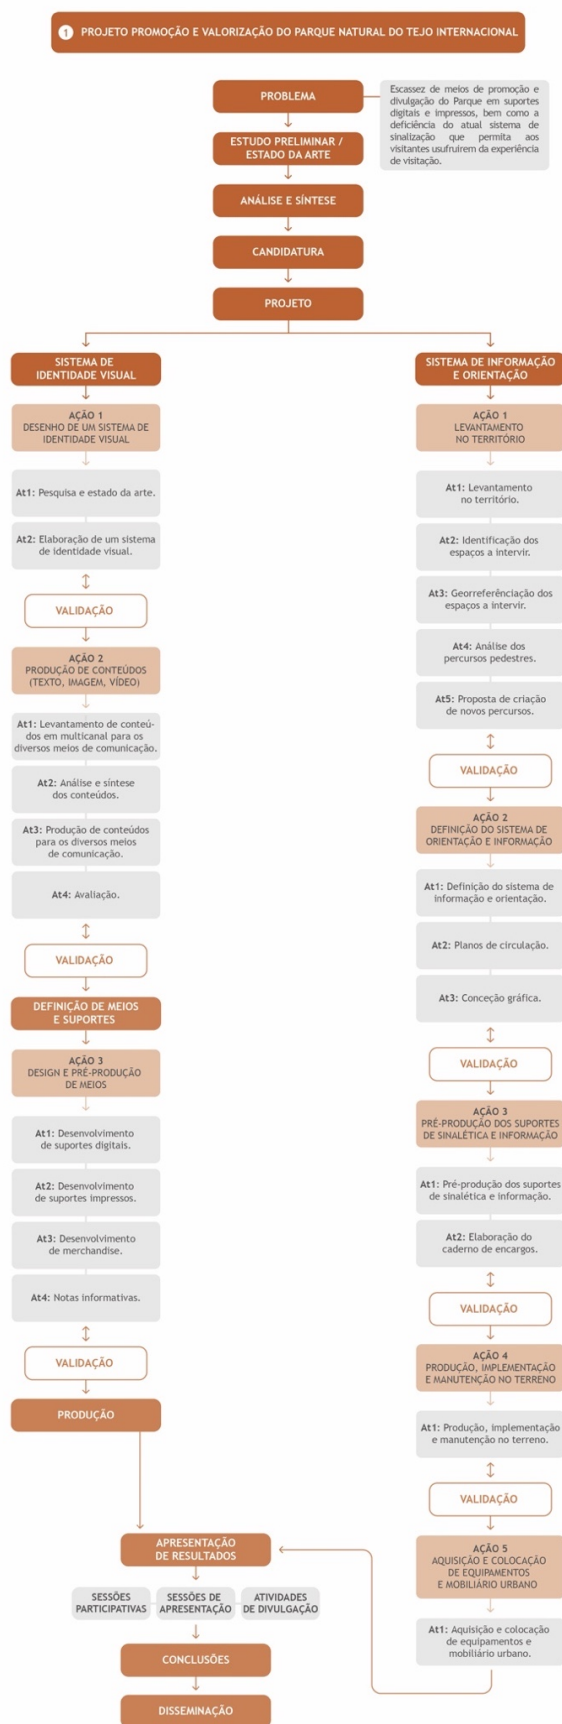 1 PROJETO PROMOÇÃO E VALORIZAÇÃO DO PARQUE NATURAL DO TEJO INTERNACIONAL
PROBLEMA
Escassez de meios de promoção e
divulgação do Parque em suportes
digitais e impressos, bem como a
deficiência do atual sistema de
sinalização que permita aos
visitantes usufruirem da experiência
de visitação.
ESTUDO PRELIMINAR /
ESTADO DA ARTE
ANÁLISE E SÍNTESE
CANDIDATURA
PROJETO
SISTEMA DE
IDENTIDADE VISUAL
AÇÃO 1
DESENHO DE UM SISTEMA DE
IDENTIDADE VISUAL
At1: Pesquisa e estado da arte.
At2: Elaboração de um sistema
de identidade visual.
VALIDAÇÃO
AÇÃO 2
PRODUÇÃO DE CONTEÚDOS
(TEXTO, IMAGEM, VÍDEO)
At1: Levantamento de conteú-
dos em multicanal para os
diversos meios de comunicação.
At2: Análise e síntese
dos conteúdos.
At3: Produção de conteúdos
para os diversos meios
de comunicação.
At4: Avaliação.
VALIDAÇÃO
DEFINIÇÃO DE MEIOS
E SUPORTES
AÇÃO 3
DESIGN E PRÉ-PRODUÇÃO
DE MEIOS
At1: Desenvolvimento
de suportes digitais.
At2: Desenvolvimento
de suportes impressos.
At3: Desenvolvimento
de merchandise.
At4: Notas informativas.
VALIDAÇÃO
PRODUÇÃO
SISTEMA DE INFORMAÇÃO
E ORIENTAÇÃO
AÇÃO 1
LEVANTAMENTO
NO TERRITÓRIO
At1: Levantamento
no território.
At2: Identificação dos
espaços a intervir.
At3: Georreferênciação dos
espaços a intervir.
At4: Análise dos
percursos pedestres.
At5: Proposta de criação
de novos percursos.
VALIDAÇÃO
AÇÃO 2
DEFINIÇÃO DO SISTEMA DE
ORIENTAÇÃO E INFORMAÇÃO
At1: Definição do sistema de
informação e orientação.
At2: Planos de circulação.
At3: Conceção gráfica.
VALIDAÇÃO
AÇÃO 3
PRÉ-PRODUÇÃO DOS SUPORTES
DE SINALÉTICA E INFORMAÇÃO
At1: Pré-produção dos suportes
de sinalética e informação.
At2: Elaboração do
caderno de encargos.
VALIDAÇÃO
AÇÃO 4
PRODUÇÃO, IMPLEMENTAÇÃO
E MANUTENÇÃO NO TERRENO
At1: Produção, implementação
e manutenção no terreno.
VALIDAÇÃO
AÇÃO 5
AQUISIÇÃO E COLOCAÇÃO
DE EQUIPAMENTOS
E MOBILIÁRIO URBANO
At1: Aquisição e colocação
de equipamentos e
mobiliário urbano.
APRESENTAÇÃO
DE RESULTADOS
SESSÕES
PARTICIPATIVAS
SESSÕES DE
APRESENTAÇÃO
ATIVIDADES
DE DIVULGAÇÃO
CONCLUSÕES
DISSEMINAÇÃO